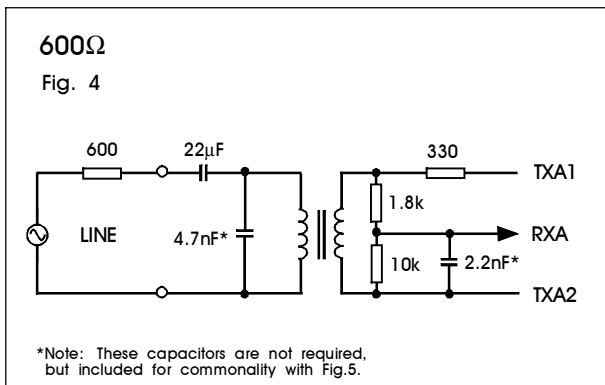 600Ω
Fig. 4
600
22μF
330
TXA1
1.8k
LINE
4.7nF*
RXA
10k
2.2nF*
TXA2
*Note: These capacitors are not required,
but included for commonality with Fig.5.